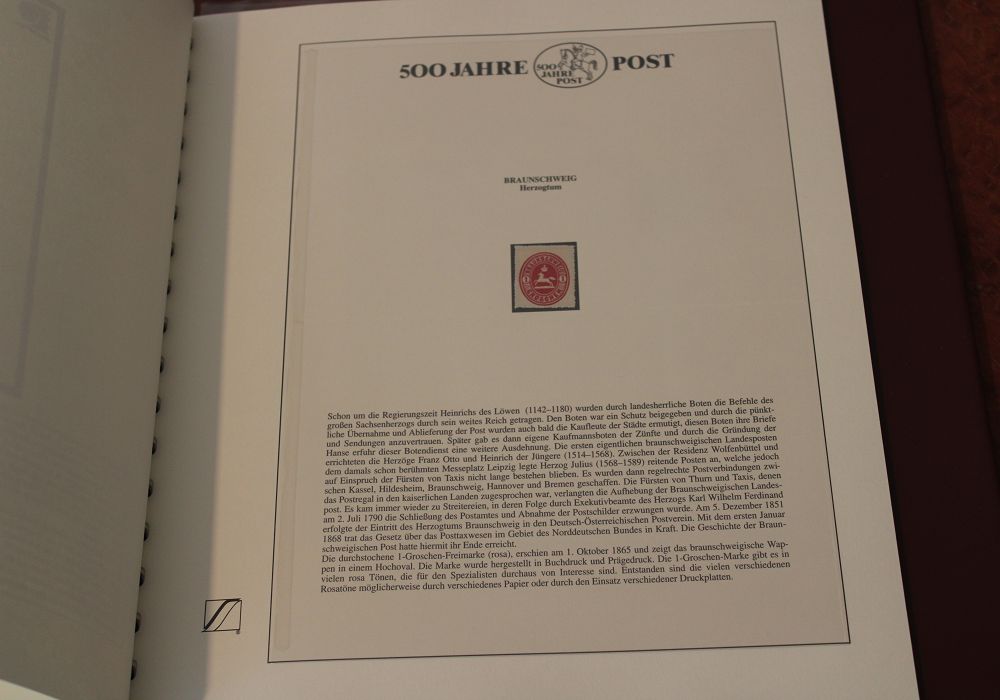 500 JAHRE POST
500
JAHRE
POST
BRAUNSCHWEIG
Herzogtum
1 1
Schon um die Regierungszeit Heinrichs des Löwen (1142–1180) wurden durch landesherrliche Boten die Befehle des
großen Sachsenherzogs durch sein weites Reich getragen. Den Boten war ein Schutz beigegeben und durch die pünkt-
liche Übernahme und Ablieferung der Post wurden auch bald die Kaufleute der Städte ermutigt, diesen Boten ihre Briefe
und Sendungen anzuvertrauen. Später gab es dann eigene Kaufmannsboten der Zünfte und durch die Gründung der
Hanse erfuhr dieser Botendienst eine weitere Ausdehnung. Die ersten eigentlichen braunschweigischen Landesposten
errichteten die Herzöge Franz Otto und Heinrich der Jüngere (1514–1568). Zwischen der Residenz Wolfenbüttel und
dem damals schon berühmten Messeplatz Leipzig legte Herzog Julius (1568–1589) reitende Posten an, welche jedoch
auf Einspruch der Fürsten von Taxis nicht lange bestehen blieben. Es wurden dann regelrechte Postverbindungen zwi-
schen Kassel, Hildesheim, Braunschweig, Hannover und Bremen geschaffen. Die Fürsten von Thurn und Taxis, denen
das Postregal in den kaiserlichen Landen zugesprochen war, verlangten die Aufhebung der Braunschweigischen Landes-
post. Es kam immer wieder zu Streitereien, in deren Folge durch Exekutivbeamte des Herzogs Karl Wilhelm Ferdinand
am 2. Juli 1790 die Schließung des Postamtes und Abnahme der Postschilder erzwungen wurde. Am 5. Dezember 1851
erfolgte der Eintritt des Herzogtums Braunschweig in den Deutsch-Österreichischen Postverein. Mit dem ersten Januar
1868 trat das Gesetz über das Posttaxwesen im Gebiet des Norddeutschen Bundes in Kraft. Die Geschichte der Braun-
schweigischen Post hatte hiermit ihr Ende erreicht.
Die durchstochene 1-Groschen-Freimarke (rosa), erschien am 1. Oktober 1865 und zeigt das braunschweigische Wap-
pen in einem Hochoval. Die Marke wurde hergestellt in Buchdruck und Prägedruck. Die 1-Groschen-Marke gibt es in
vielen rosa Tönen, die für den Spezialisten durchaus von Interesse sind. Entstanden sind die vielen verschiedenen
Rosatöne möglicherweise durch verschiedenes Papier oder durch den Einsatz verschiedener Druckplatten.